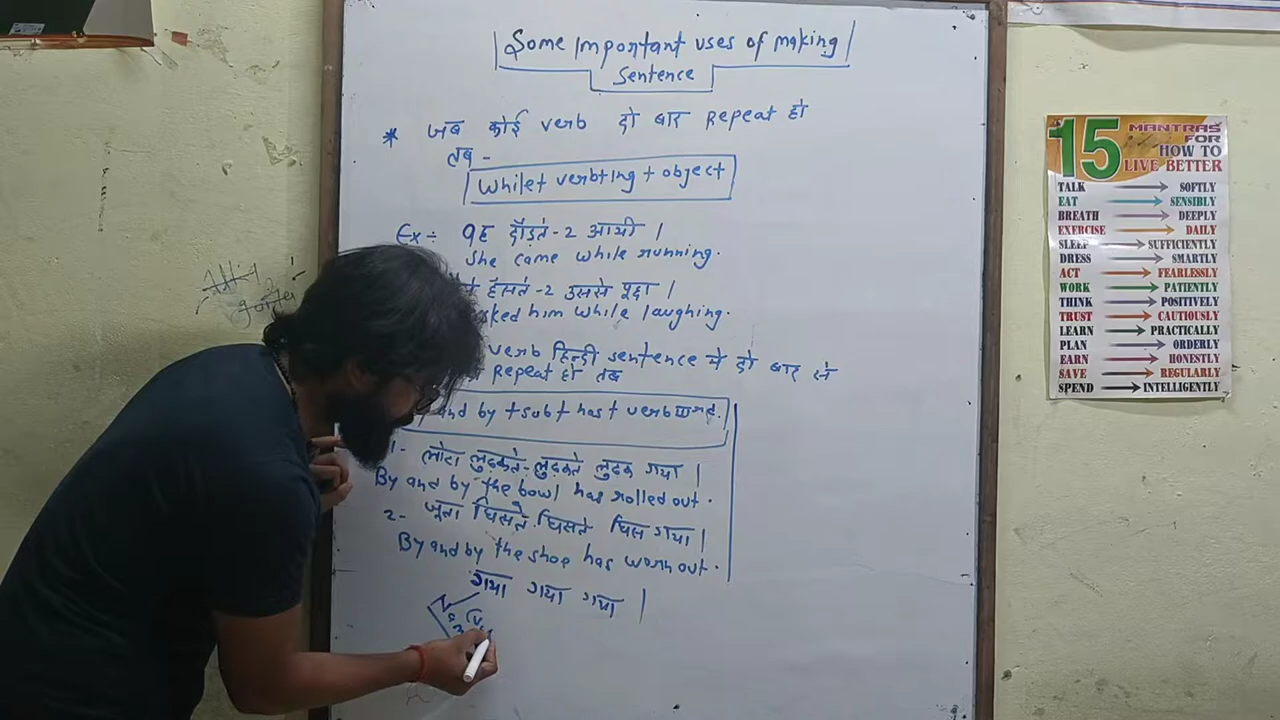 Some Important uses of making
Sentence
* जब कोई verb दो बार Repeat हो
तब -
While + verb+ing + object
Ex ÷ वह दौड़ते-2 आयी |
She came while running.
हँसते-2 उससे पूछा |
asked him while laughing.
verb हिन्दी sentence में दो बार से
Repeat हो तब
and by + sub + has + verb
1- लोटा लुढ़कते-लुढ़कते लुढ़क गया |
By and by the bowl has rolled out.
2- जूता घिसते-घिसते घिस गया |
By and by the shoe has worn out.
गया गया गया |
15 MANTRAS FOR
HOW TO
LIVE BETTER
TALK → SOFTLY
EAT → SENSIBLY
BREATH → DEEPLY
EXERCISE → DAILY
SLEEP → SUFFICIENTLY
DRESS → SMARTLY
ACT → FEARLESSLY
WORK → PATIENTLY
THINK → POSITIVELY
TRUST → CAUTIOUSLY
LEARN → PRACTICALLY
PLAN → ORDERLY
EARN → HONESTLY
SAVE → REGULARLY
SPEND → INTELLIGENTLY